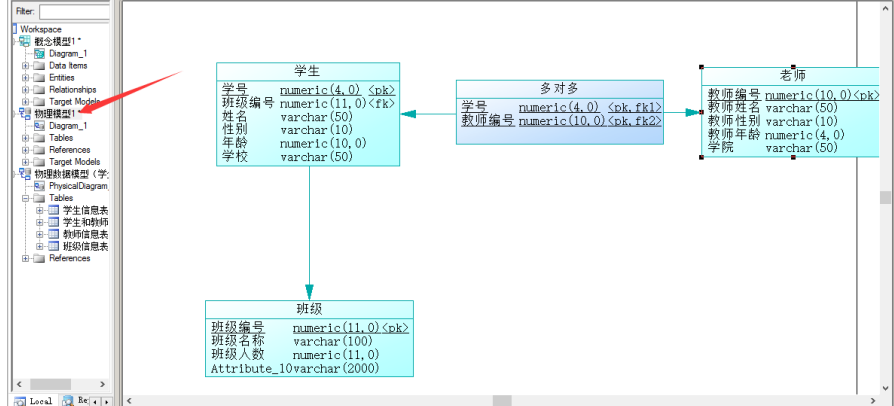 Filter:
Workspace
概念模型1 *
Diagram_1
Data Items
Entities
Relationships
Target Models
物理模型1 *
Diagram_1
Tables
References
Target Models
物理数据模型（学
PhysicalDiagram_
Tables
学生信息表
学生和教师
教师信息表
班级信息表
References
Local
学生
学号 numeric(4,0) <pk>
班级编号 numeric(11,0)<fk>
姓名 varchar(50)
性别 varchar(10)
年龄 numeric(10,0)
学校 varchar(50)
多对多
学号 numeric(4,0) <pk,fk1>
教师编号 numeric(10,0)<pk,fk2>
老师
教师编号 numeric(10,0)<pk>
教师姓名 varchar(50)
教师性别 varchar(10)
教师年龄 numeric(4,0)
学院 varchar(50)
班级
班级编号 numeric(11,0)<pk>
班级名称 varchar(100)
班级人数 numeric(11,0)
Attribute_10varchar(2000)